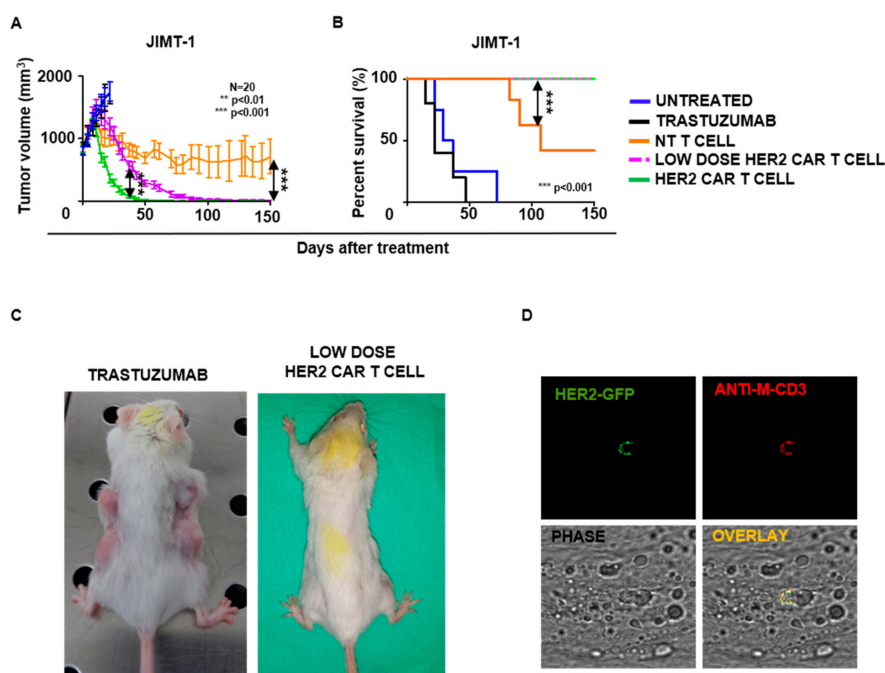 A
JIMT-1
Tumor volume (mm³)
2000
1000
0
N=20
** p<0.01
*** p<0.001
***
***
0
50
100
150
B
JIMT-1
Percent survival (%)
100
50
***
*** p<0.001
0
50
100
150
UNTREATED
TRASTUZUMAB
NT T CELL
LOW DOSE HER2 CAR T CELL
HER2 CAR T CELL
Days after treatment
C
TRASTUZUMAB
LOW DOSE
HER2 CAR T CELL
D
HER2-GFP
ANTI-M-CD3
PHASE
OVERLAY